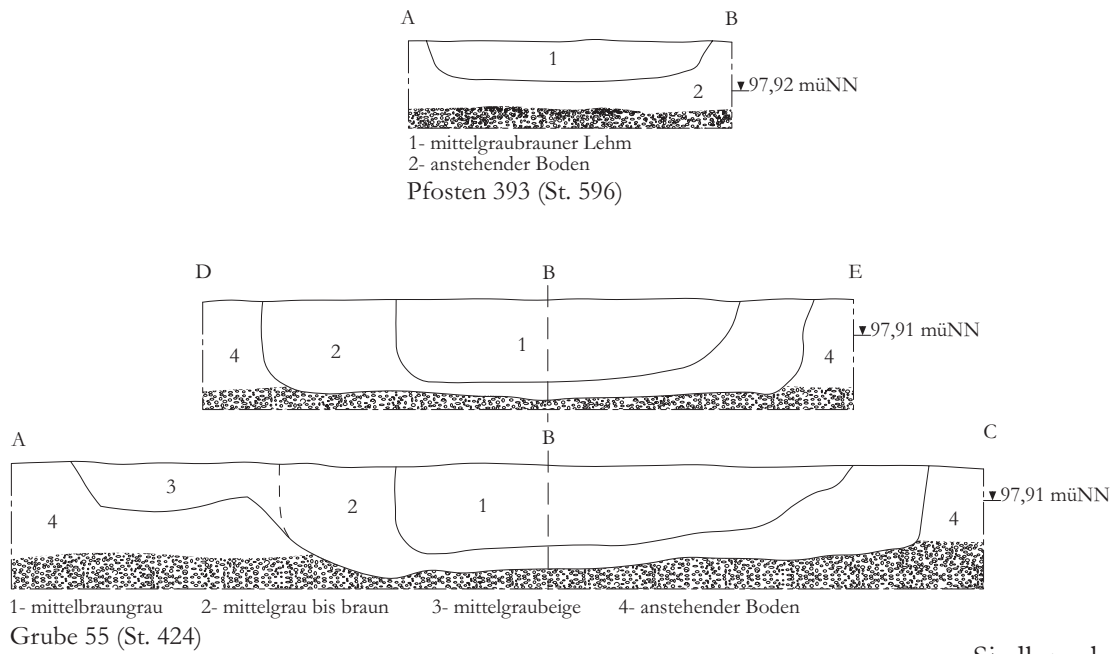 A B
1
2
97,92 müNN
1- mittelgraubrauner Lehm
2- anstehender Boden
Pfosten 393 (St. 596)
D B E
97,91 müNN
4 2 1 4
A B C
3
2 1
97,91 müNN
4 4
1- mittelbraungrau 2- mittelgrau bis braun 3- mittelgraubeige 4- anstehender Boden
Grube 55 (St. 424)